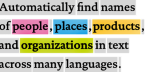 Automatically find names
of people, places, products,
and organizations in text
across many languages.